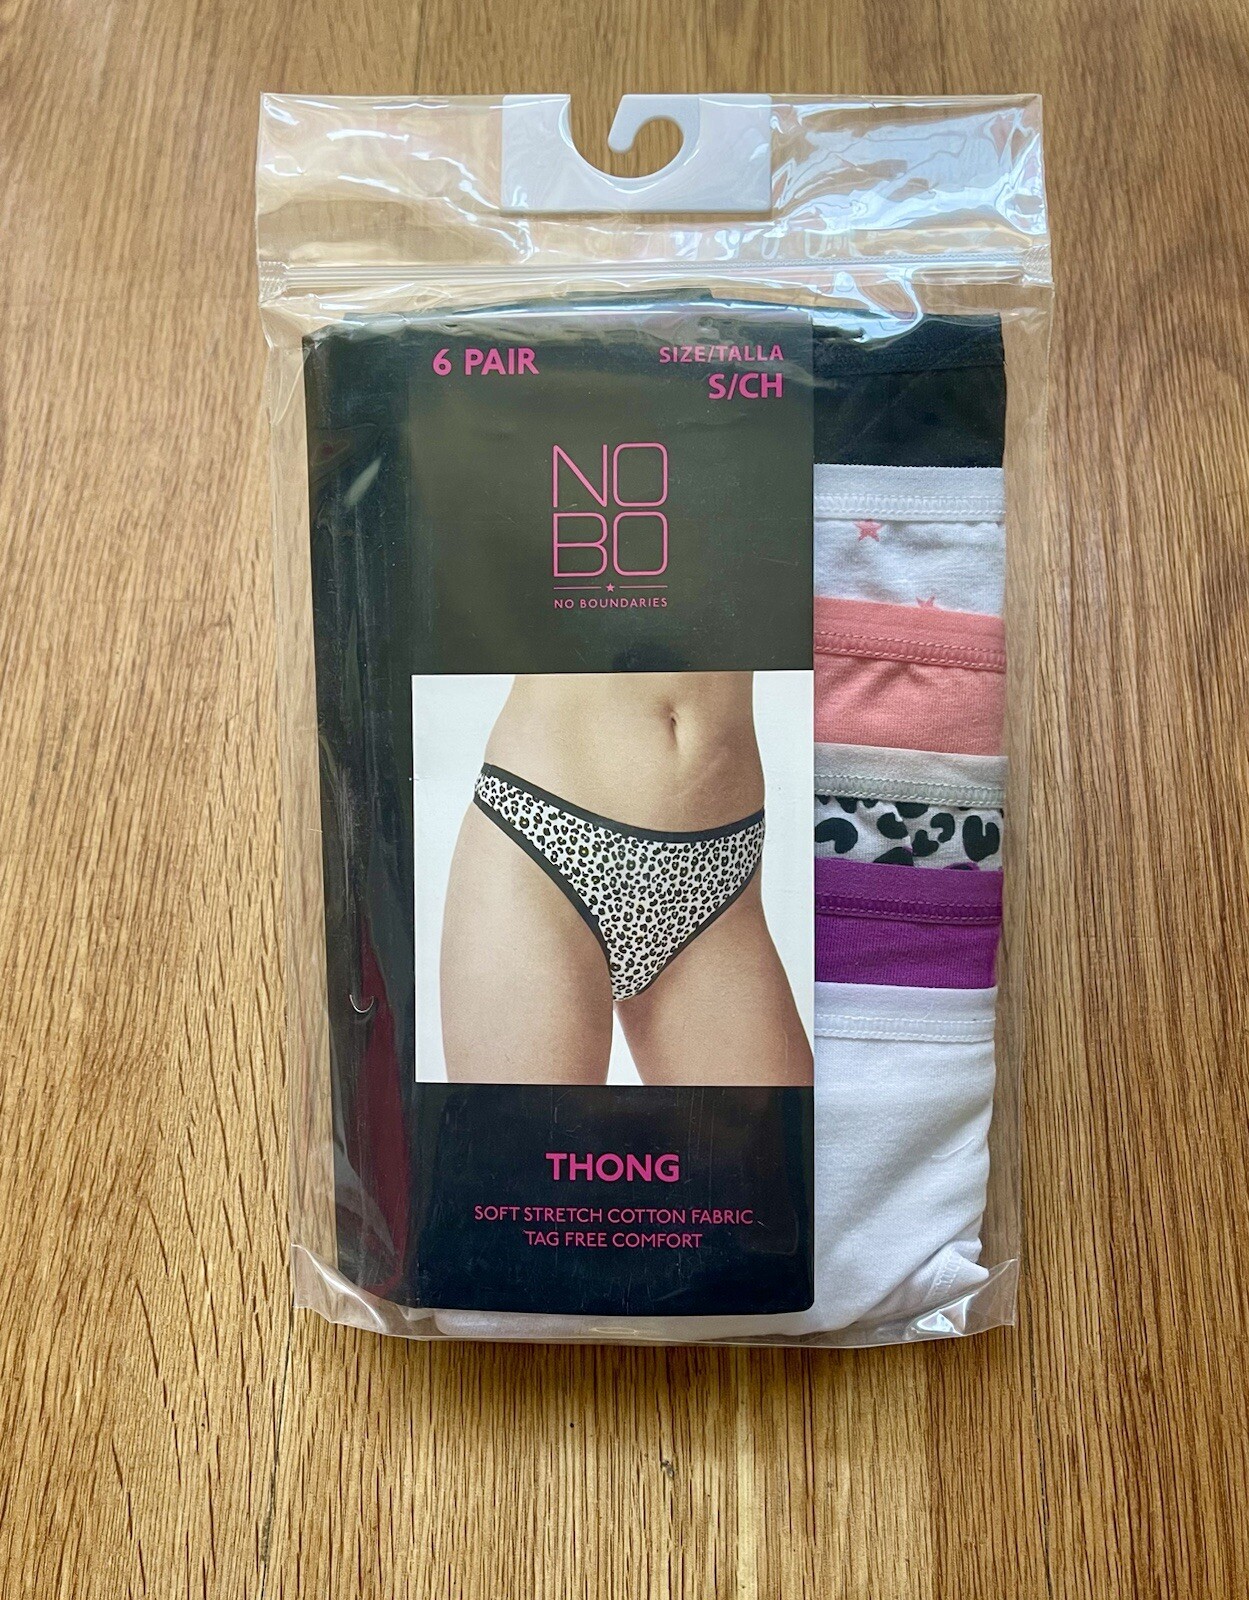 6 PAIR
SIZE/TALLA
S/CH
NO
BO
NO BOUNDARIES
THONG
SOFT STRETCH COTTON FABRIC
TAG FREE COMFORT